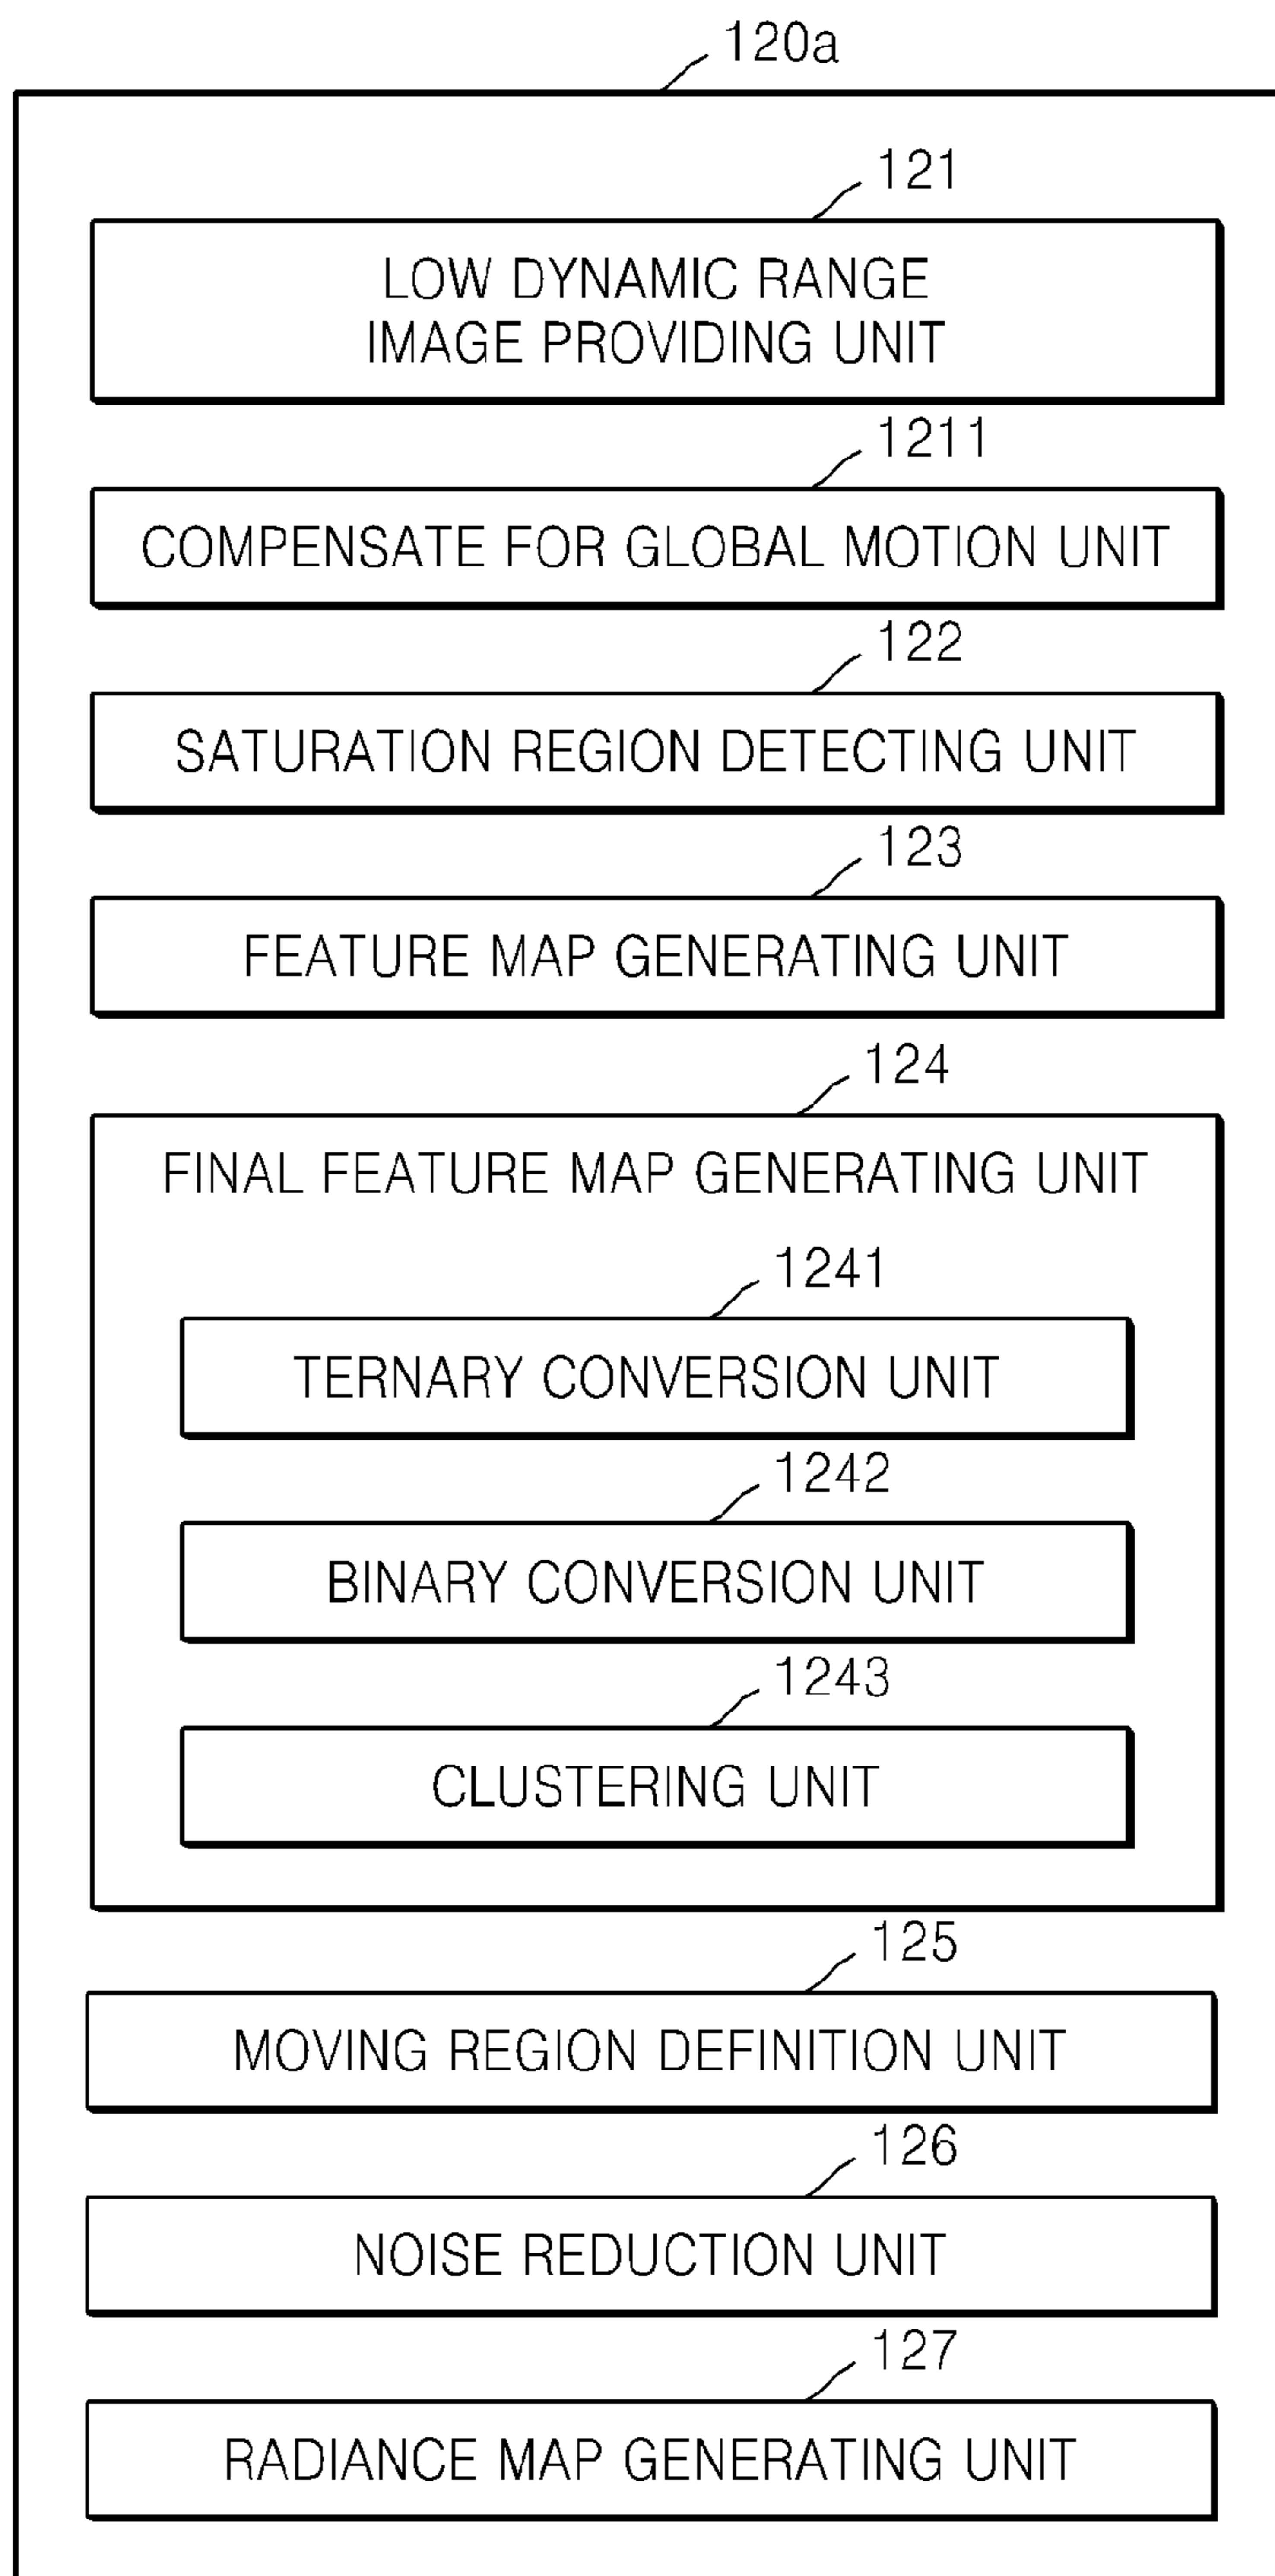 120a
121
LOW DYNAMIC RANGE
IMAGE PROVIDING UNIT
1211
COMPENSATE FOR GLOBAL MOTION UNIT
122
SATURATION REGION DETECTING UNIT
123
FEATURE MAP GENERATING UNIT
124
FINAL FEATURE MAP GENERATING UNIT
1241
TERNARY CONVERSION UNIT
1242
BINARY CONVERSION UNIT
1243
CLUSTERING UNIT
125
MOVING REGION DEFINITION UNIT
126
NOISE REDUCTION UNIT
127
RADIANCE MAP GENERATING UNIT